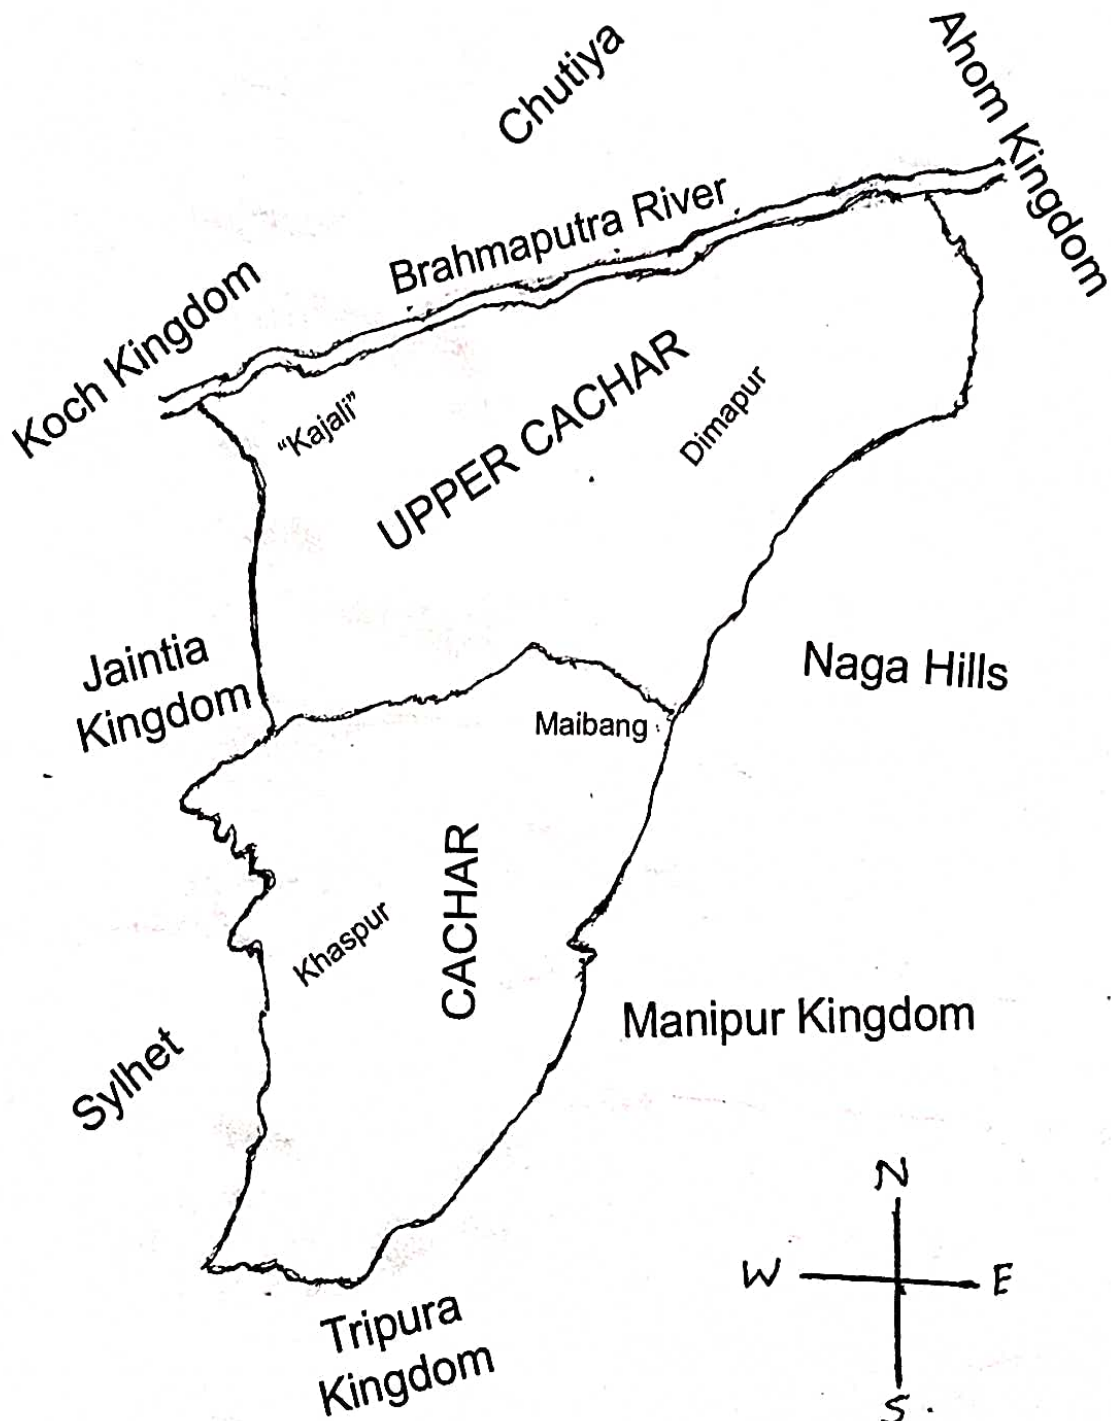 Chutiya
Ahom Kingdom
Brahmaputra River
Koch Kingdom
“Kajali”
UPPER CACHAR
Dimapur
Jaintia
Kingdom
Naga Hills
Maibang
CACHAR
Khaspur
Manipur Kingdom
Sylhet
N
W
E
Tripura
Kingdom
S.